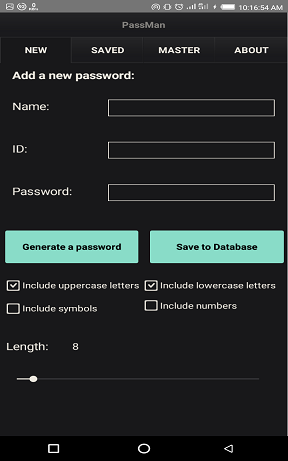 10:16:54 AM
PassMan
NEW SAVED MASTER ABOUT
Add a new password:
Name:
ID:
Password:
Generate a password Save to Database
Include uppercase letters Include lowercase letters
Include symbols Include numbers
Length: 8